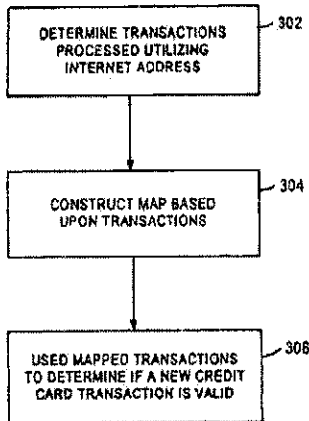 DETERMINE TRANSACTIONS
PROCESSED UTILIZING
INTERNET ADDRESS
302
CONSTRUCT MAP BASED
UPON TRANSACTIONS
304
USED MAPPED TRANSACTIONS
TO DETERMINE IF A NEW CREDIT
CARD TRANSACTION IS VALID
306